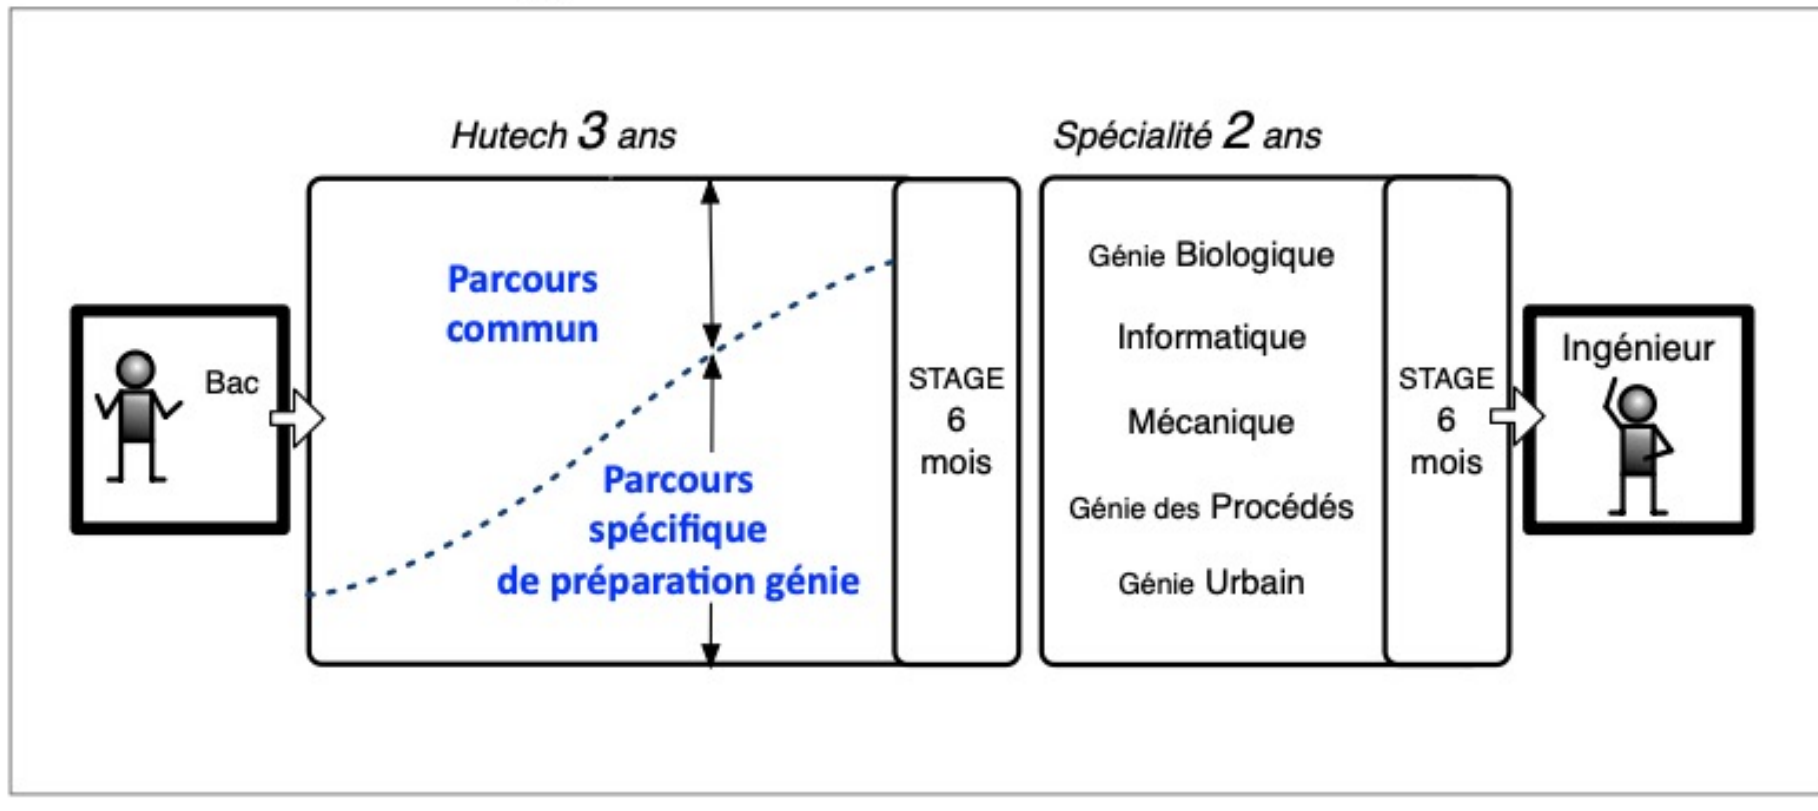 Hutech 3 ans
Spécialité 2 ans
Bac
Parcours
commun
Parcours
spécifique
de préparation génie
STAGE
6
mois
Génie Biologique
Informatique
Mécanique
Génie des Procédés
Génie Urbain
STAGE
6
mois
Ingénieur